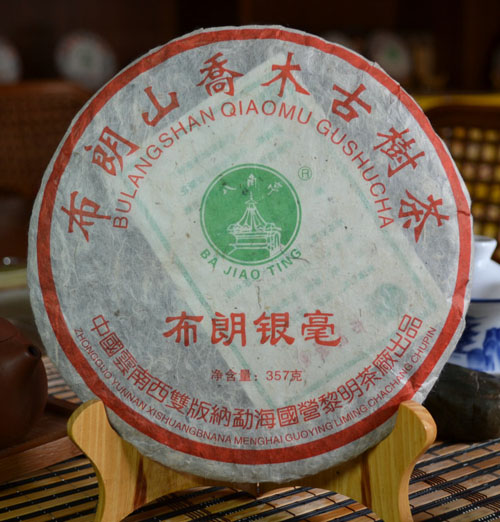 布朗山喬木古樹茶
BULANGSHAN QIAOMU GUSHUCHA
八角亭
®
BA JIAO TING
布朗银毫
净含量：357克
中國雲南西雙版納勐海國營黎明茶廠出品
ZHONGGUO YUNNAN XISHUANGBNANA MENGHAI GUOYING LIMING CHACHANG CHUPIN